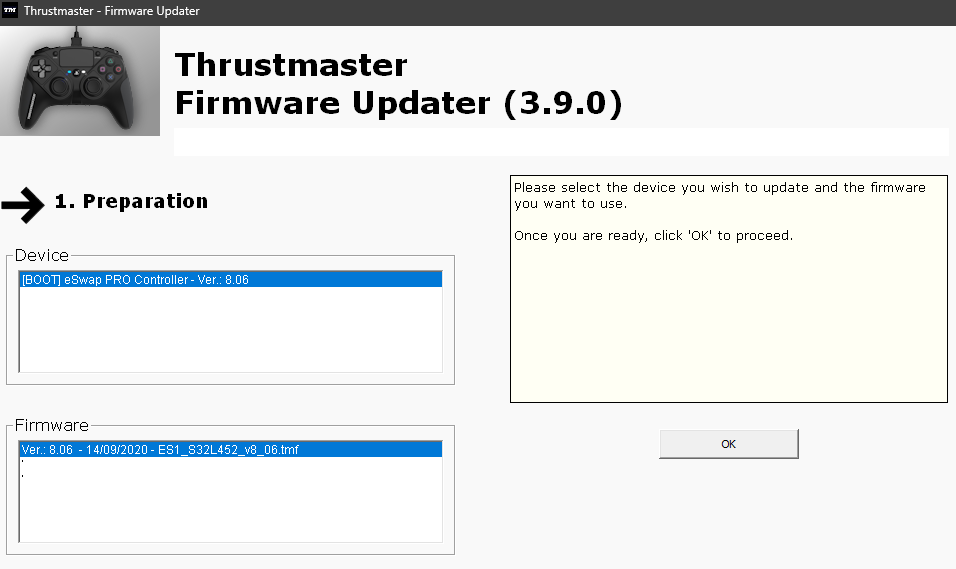 TM Thrustmaster - Firmware Updater
Thrustmaster
Firmware Updater (3.9.0)
1. Preparation
Device
[BOOT] eSwap PRO Controller - Ver.: 8.06
Firmware
Ver.: 8.06 - 14/09/2020 - ES1_S32L452_v8_06.tmf
Please select the device you wish to update and the firmware
you want to use.
Once you are ready, click 'OK' to proceed.
OK